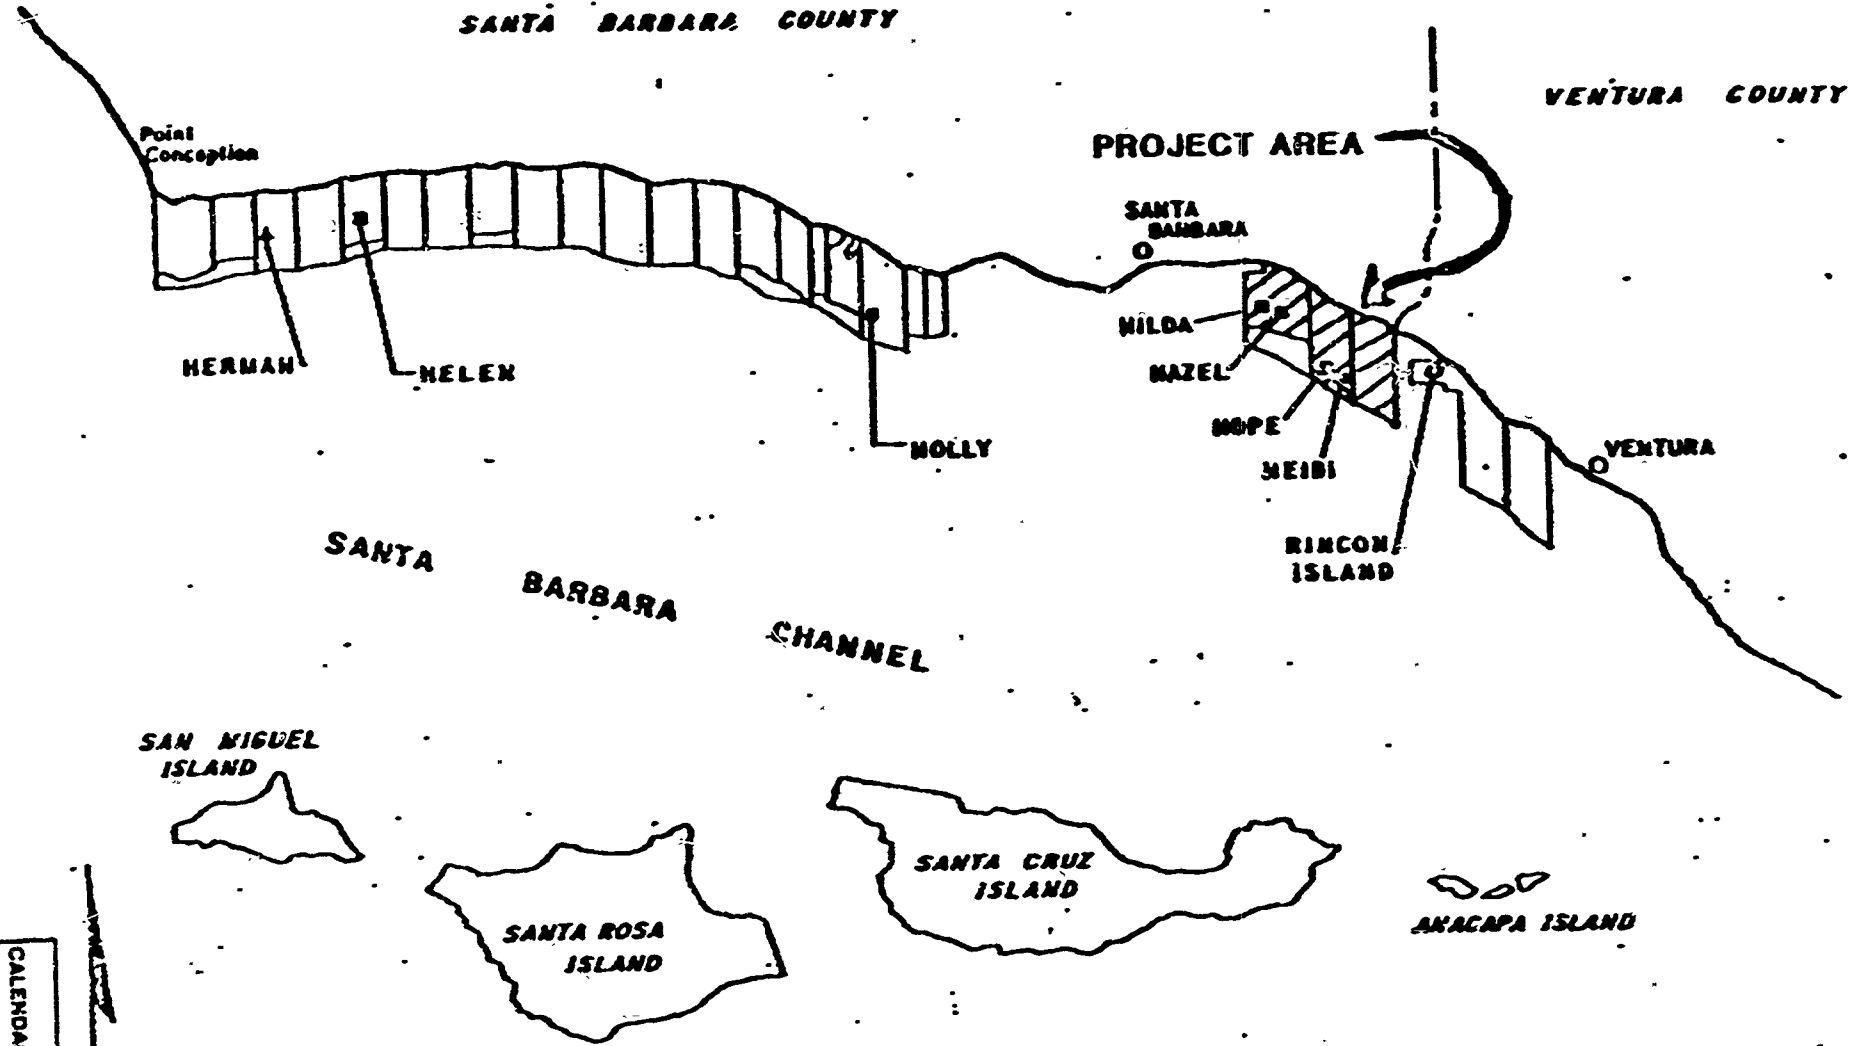 SANTA BARBARA COUNTY
VENTURA COUNTY
PROJECT AREA
Point
Conception
SANTA
BARBARA
HILDA
HERMAN
HELEN
HAZEL
HOPE
HOLLY
HEIDI
VENTURA
RINCON
ISLAND
SANTA BARBARA CHANNEL
SAN MIGUEL
ISLAND
SANTA CRUZ
ISLAND
SANTA ROSA
ISLAND
ANACAPA ISLAND
CALENDA